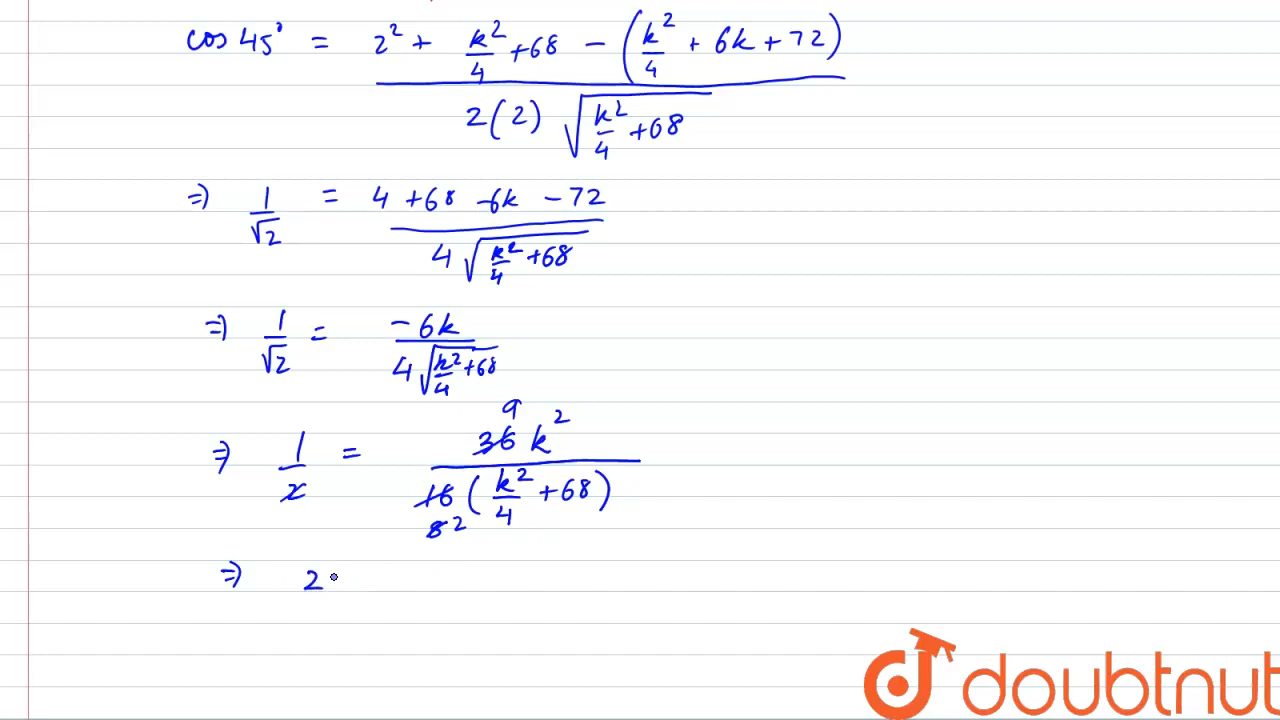 cos 45° = (2² + k²/4 + 68 − (k²/4 + 6k + 72)) / (2(2) √(k²/4 + 68))
⇒ 1/√2 = (4 + 68 − 6k − 72) / (4 √(k²/4 + 68))
⇒ 1/√2 = −6k / (4 √(k²/4 + 68))
9
⇒ 1/2 = 36 k² / (16 (k²/4 + 68))
8 2
⇒ 2
doubtnut